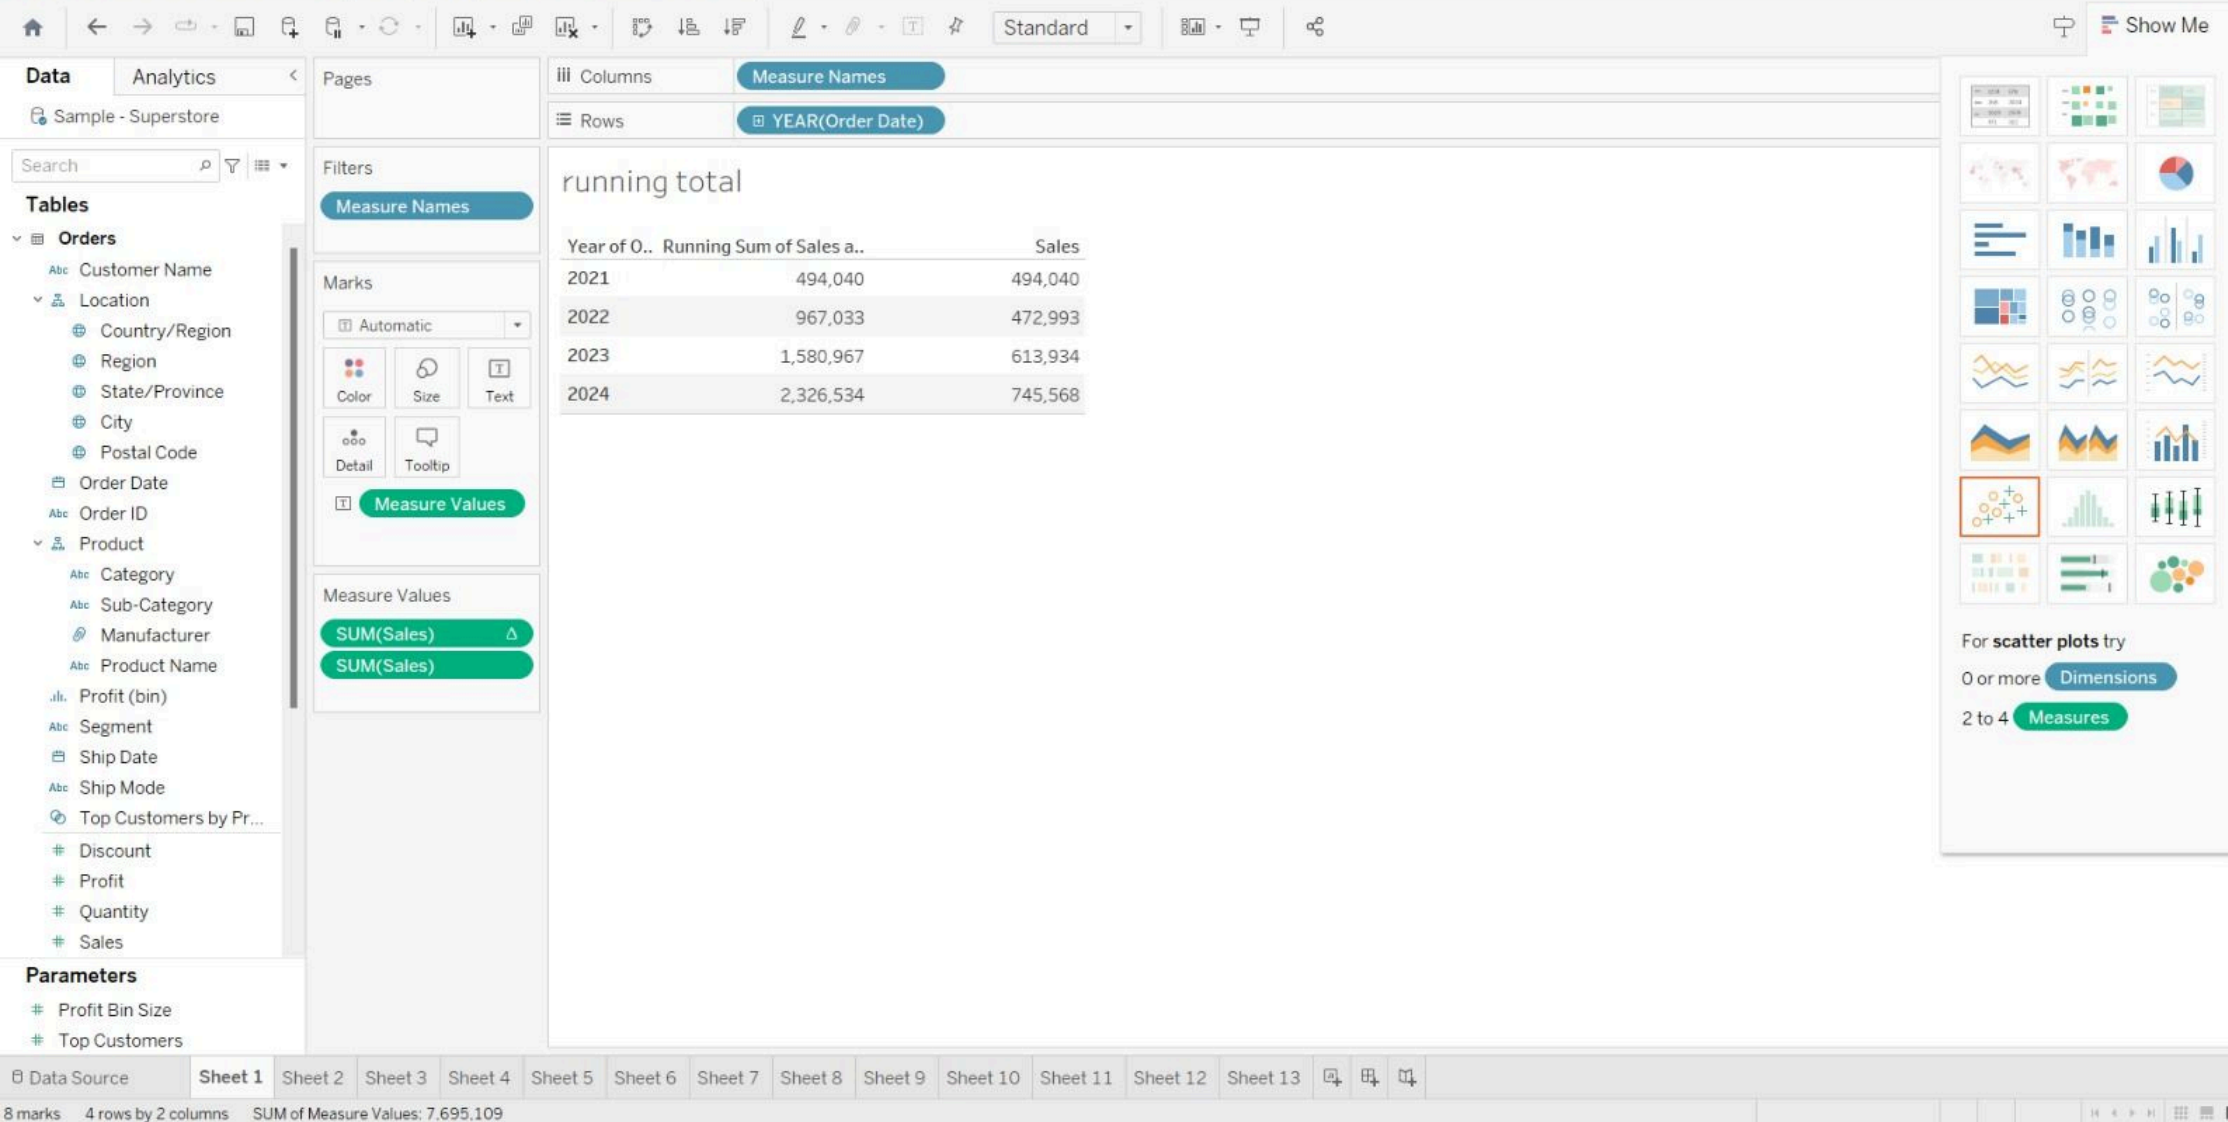 Standard
Show Me
Data
Analytics
Pages
Columns
Measure Names
Sample - Superstore
Rows
YEAR(Order Date)
Search
Filters
Measure Names
running total
Tables
Orders
Abc Customer Name
Location
Country/Region
Region
State/Province
City
Postal Code
Order Date
Abc Order ID
Product
Abc Category
Abc Sub-Category
Manufacturer
Abc Product Name
Profit (bin)
Abc Segment
Ship Date
Abc Ship Mode
Top Customers by Pr...
# Discount
# Profit
# Quantity
# Sales
Parameters
# Profit Bin Size
# Top Customers
Marks
Automatic
Color Size Text
Detail Tooltip
Measure Values
Measure Values
SUM(Sales)
SUM(Sales)
Year of O.. Running Sum of Sales a.. Sales
2021 494,040 494,040
2022 967,033 472,993
2023 1,580,967 613,934
2024 2,326,534 745,568
For scatter plots try
0 or more Dimensions
2 to 4 Measures
Data Source Sheet 1 Sheet 2 Sheet 3 Sheet 4 Sheet 5 Sheet 6 Sheet 7 Sheet 8 Sheet 9 Sheet 10 Sheet 11 Sheet 12 Sheet 13
8 marks 4 rows by 2 columns SUM of Measure Values: 7,695,109